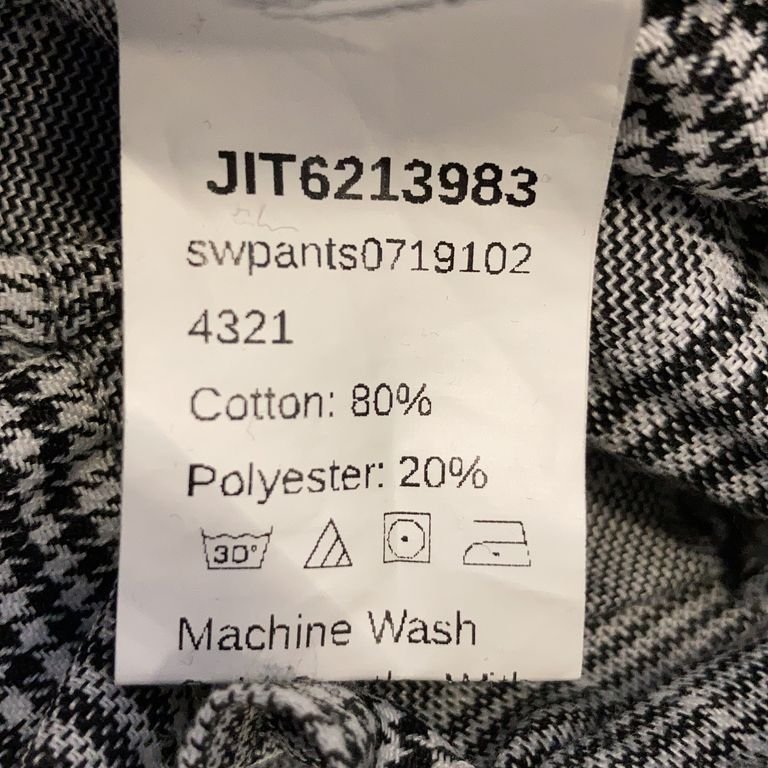 JIT6213983
swpants0719102
4321
Cotton: 80%
Polyester: 20%
30°
Machine Wash